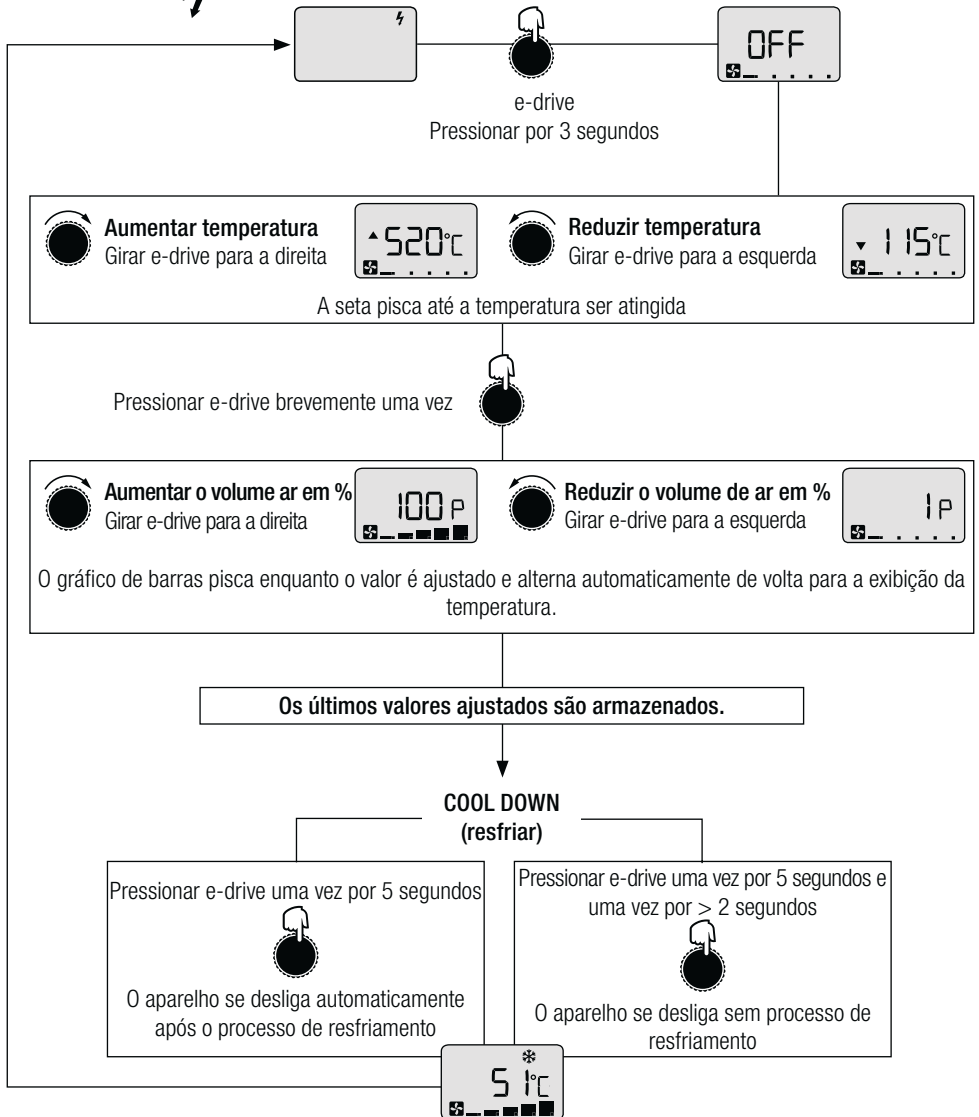 OFF
e-drive
Pressionar por 3 segundos
Aumentar temperatura
Girar e-drive para a direita
520°C
Reduzir temperatura
Girar e-drive para a esquerda
115°C
A seta pisca até a temperatura ser atingida
Pressionar e-drive brevemente uma vez
Aumentar o volume ar em %
Girar e-drive para a direita
100 P
Reduzir o volume de ar em %
Girar e-drive para a esquerda
1 P
O gráfico de barras pisca enquanto o valor é ajustado e alterna automaticamente de volta para a exibição da
temperatura.
Os últimos valores ajustados são armazenados.
COOL DOWN
(resfriar)
Pressionar e-drive uma vez por 5 segundos
O aparelho se desliga automaticamente
após o processo de resfriamento
Pressionar e-drive uma vez por 5 segundos e
uma vez por > 2 segundos
O aparelho se desliga sem processo de
resfriamento
51°C